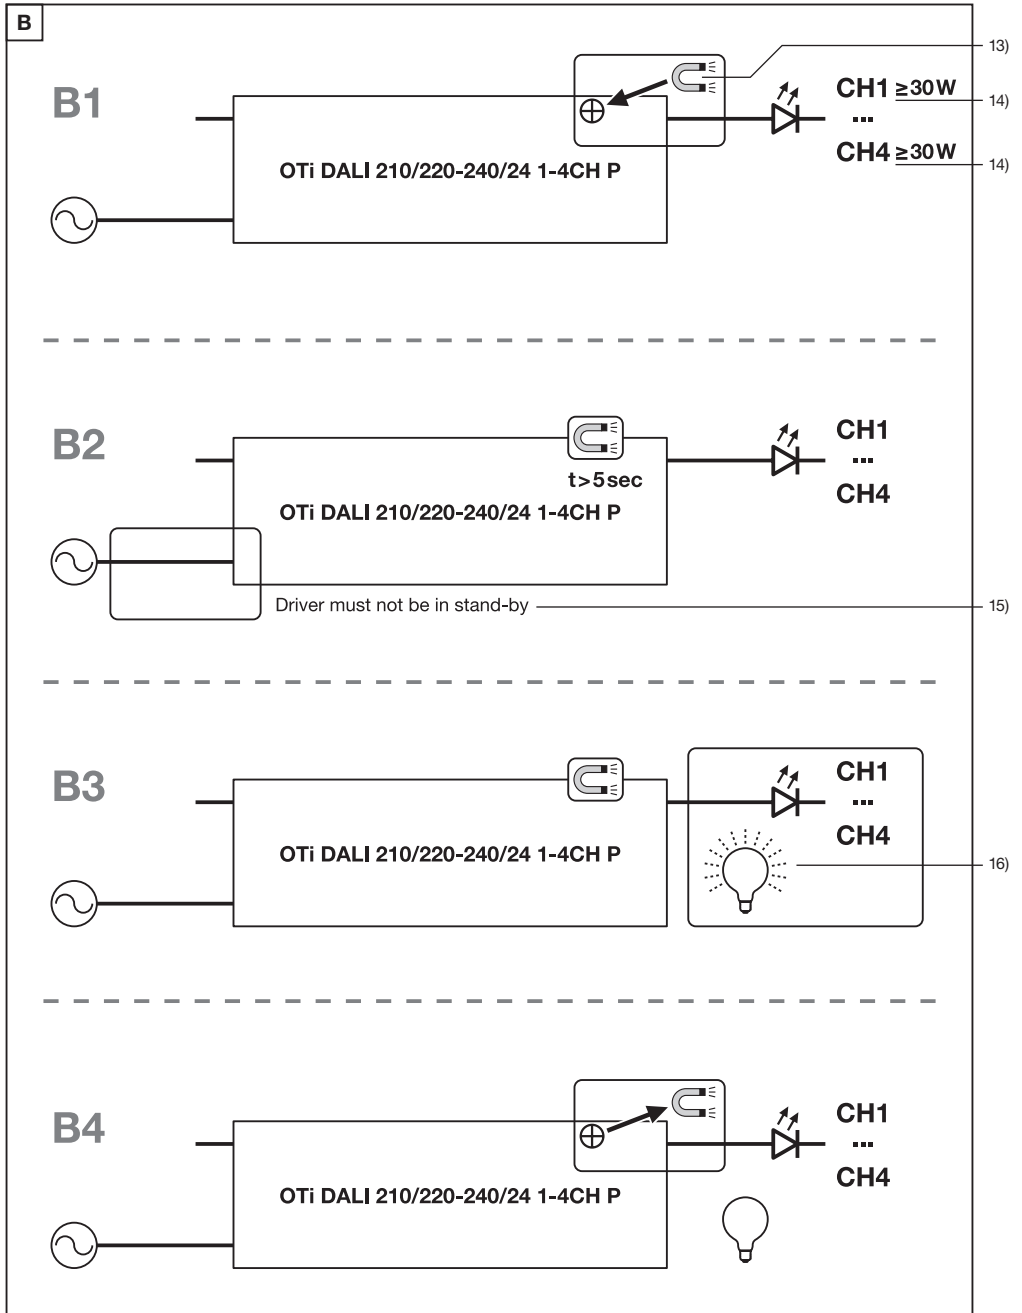 B
13)
B1
CH1 ≥30W
14)
...
CH4 ≥30W
14)
OTi DALI 210/220-240/24 1-4CH P
B2
CH1
...
CH4
t>5sec
OTi DALI 210/220-240/24 1-4CH P
Driver must not be in stand-by
15)
B3
CH1
...
CH4
OTi DALI 210/220-240/24 1-4CH P
16)
B4
CH1
...
CH4
OTi DALI 210/220-240/24 1-4CH P